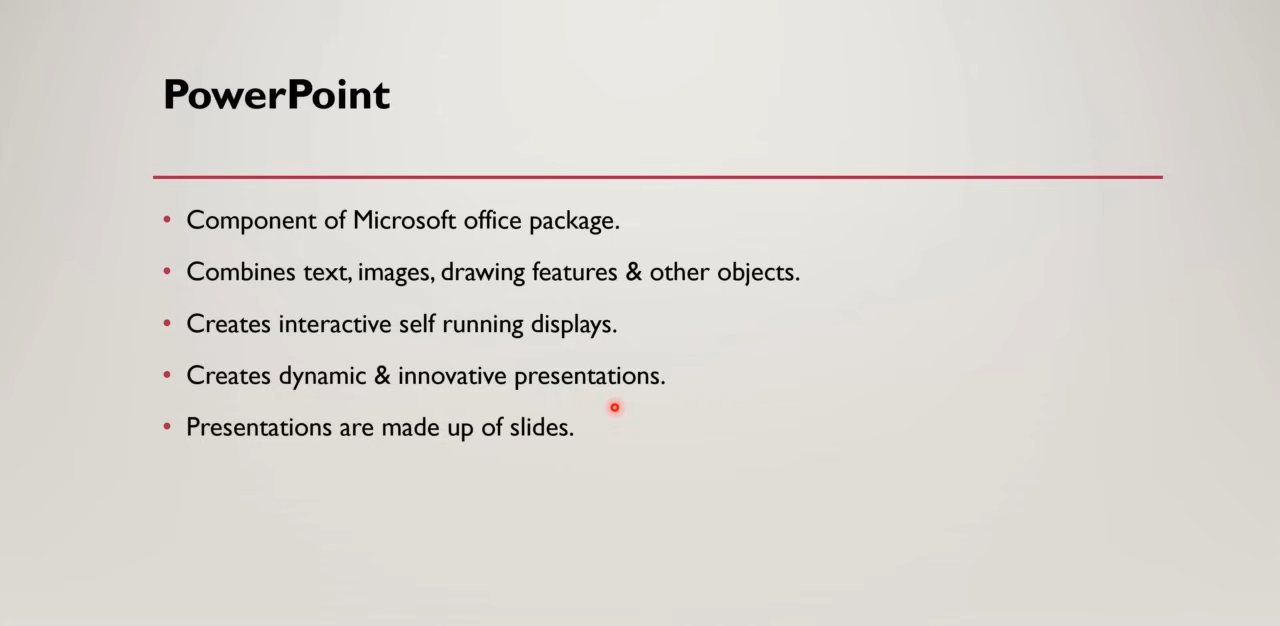 PowerPoint
• Component of Microsoft office package.
• Combines text, images, drawing features & other objects.
• Creates interactive self running displays.
• Creates dynamic & innovative presentations.
• Presentations are made up of slides.